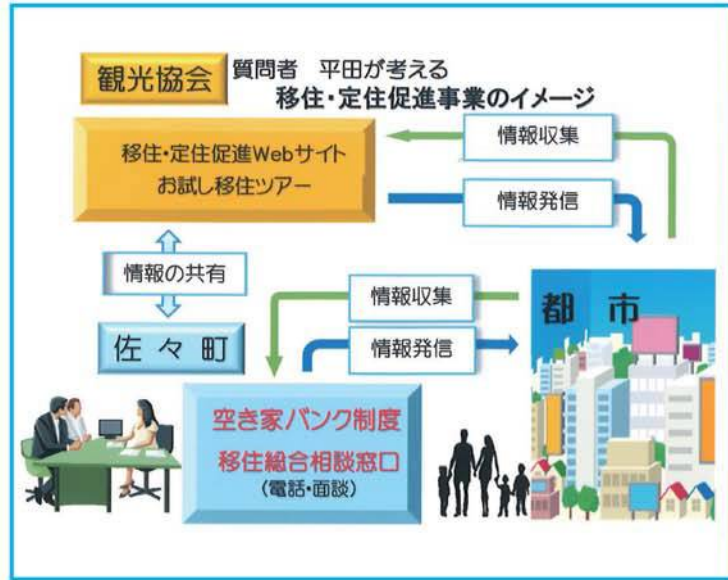 観光協会
質問者 平田が考える
移住・定住促進事業のイメージ
移住・定住促進Webサイト
お試し移住ツアー
情報収集
情報発信
情報の共有
佐々町
情報収集
情報発信
都市
空き家バンク制度
移住総合相談窓口
(電話・面談)